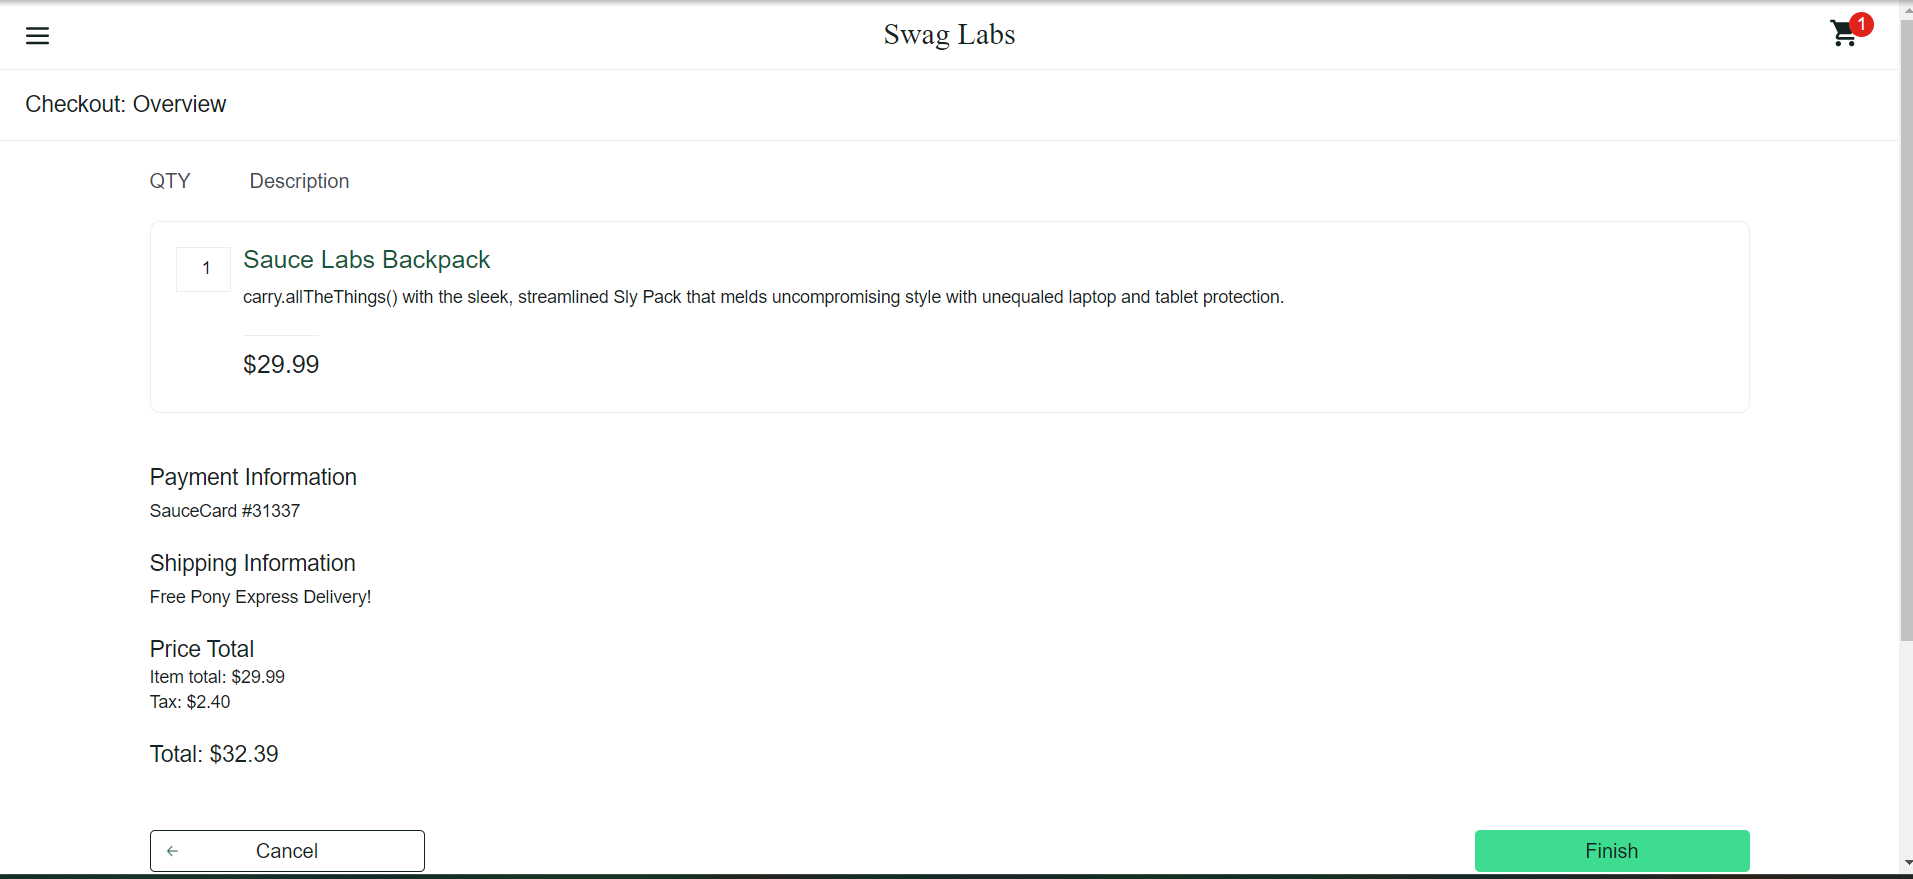 Swag Labs
1
Checkout: Overview
QTY Description
1
Sauce Labs Backpack
carry.allTheThings() with the sleek, streamlined Sly Pack that melds uncompromising style with unequaled laptop and tablet protection.
$29.99
Payment Information
SauceCard #31337
Shipping Information
Free Pony Express Delivery!
Price Total
Item total: $29.99
Tax: $2.40
Total: $32.39
Cancel
Finish